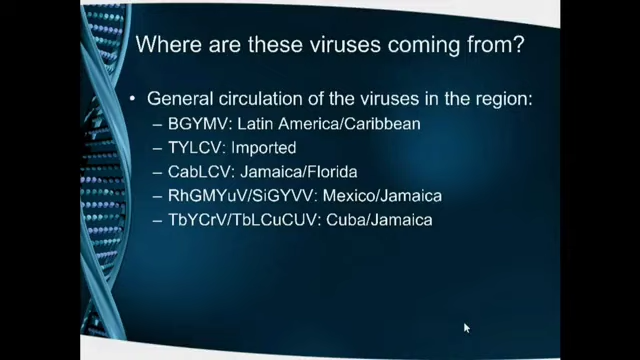 Where are these viruses coming from?
• General circulation of the viruses in the region:
– BGYMV: Latin America/Caribbean
– TYLCV: Imported
– CabLCV: Jamaica/Florida
– RhGMYuV/SiGYVV: Mexico/Jamaica
– TbYCrV/TbLCuCUV: Cuba/Jamaica